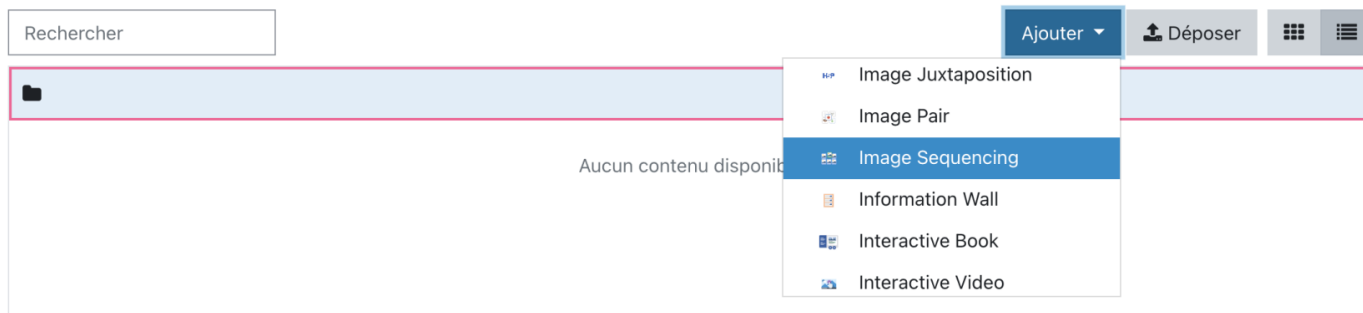 Rechercher
Ajouter
Déposer
Image Juxtaposition
Image Pair
Aucun contenu disponib
Image Sequencing
Information Wall
Interactive Book
Interactive Video